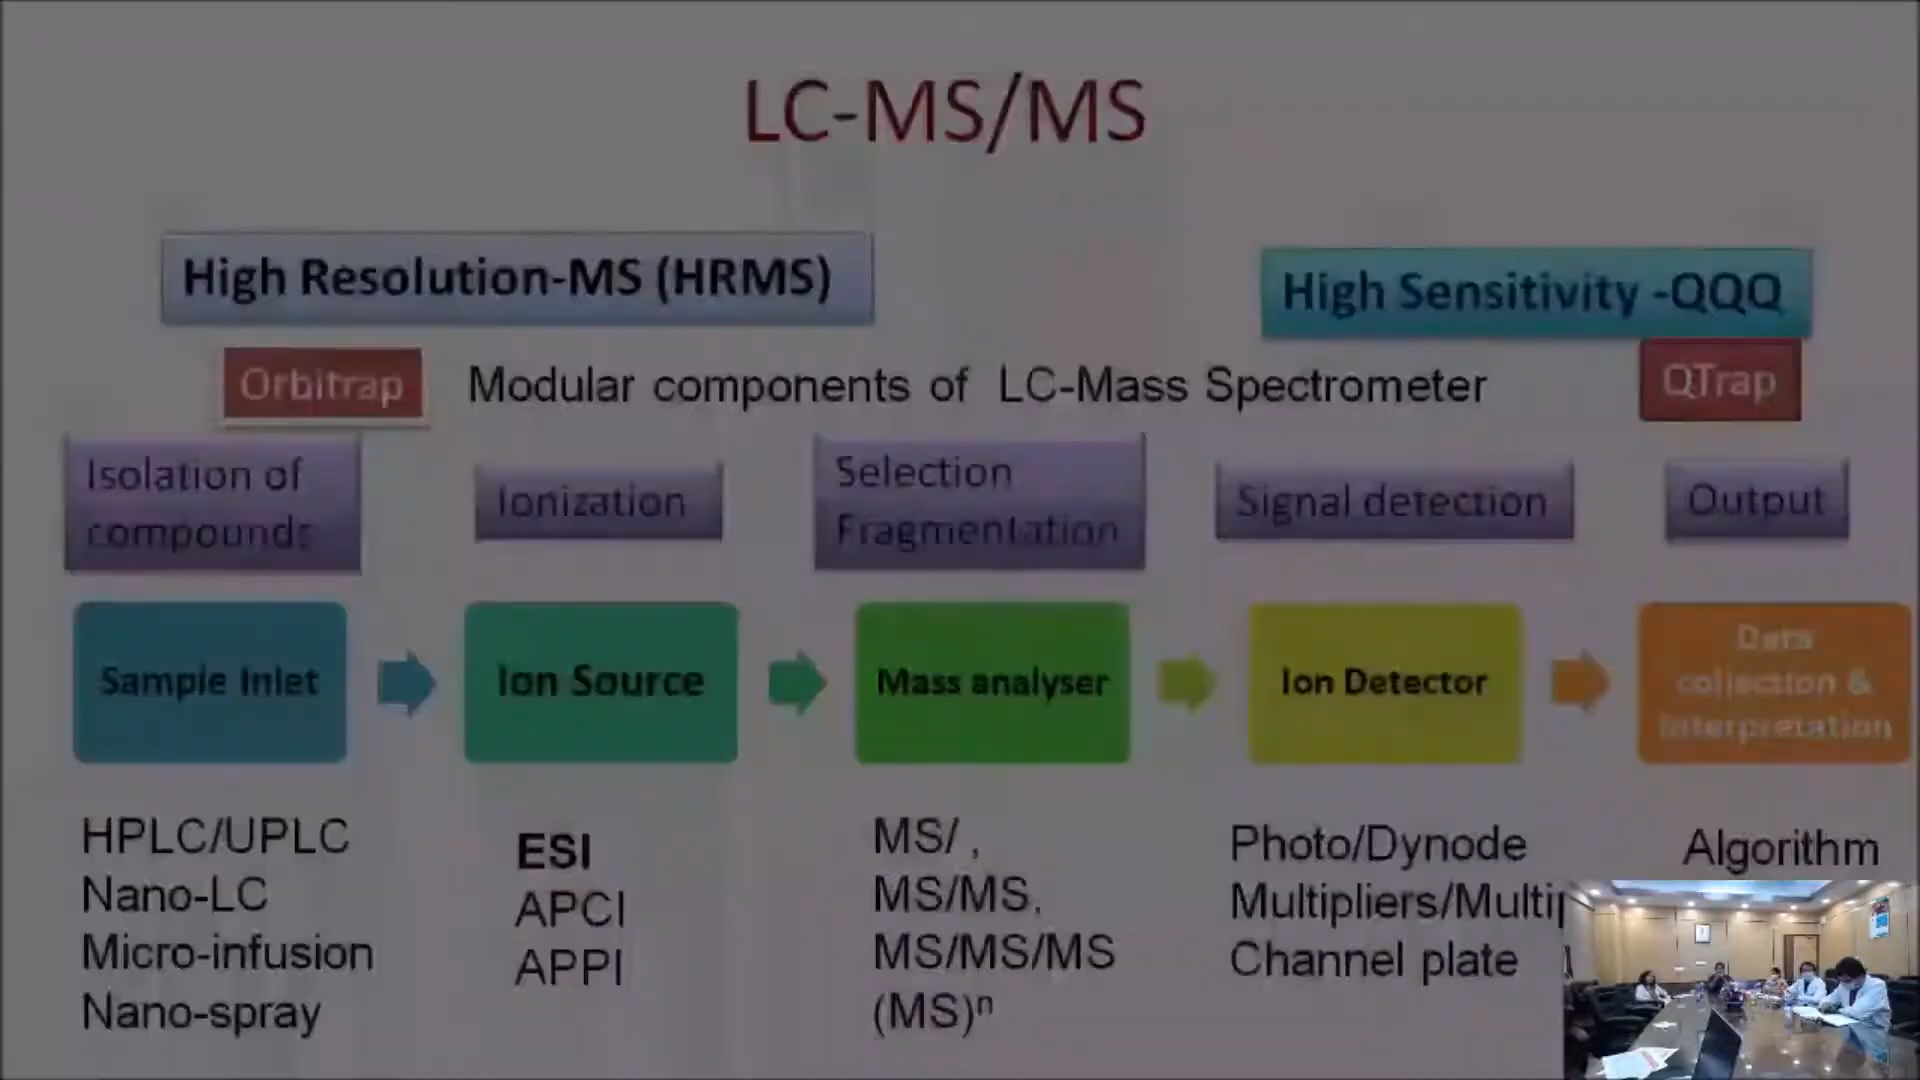 LC-MS/MS
High Resolution-MS (HRMS)
High Sensitivity -QQQ
Orbitrap
Modular components of LC-Mass Spectrometer
QTrap
Isolation of
compounds
Ionization
Selection
Fragmentation
Signal detection
Output
Sample Inlet
Ion Source
Mass analyser
Ion Detector
Data
collection &
Interpretation
HPLC/UPLC
Nano-LC
Micro-infusion
Nano-spray
ESI
APCI
APPI
MS/ ,
MS/MS,
MS/MS/MS
(MS)ⁿ
Photo/Dynode
Multipliers/Multip
Channel plate
Algorithm